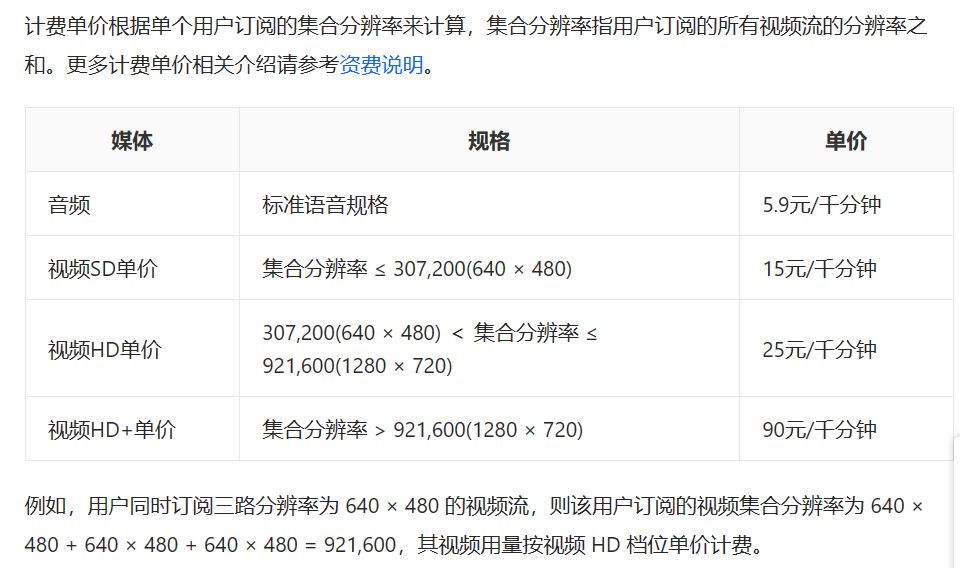 计费单价根据单个用户订阅的集合分辨率来计算，集合分辨率指用户订阅的所有视频流的分辨率之
和。更多计费单价相关介绍请参考资费说明。
媒体 规格 单价
音频 标准语音规格 5.9元/千分钟
视频SD单价 集合分辨率 ≤ 307,200(640 × 480) 15元/千分钟
视频HD单价 307,200(640 × 480) < 集合分辨率 ≤
921,600(1280 × 720) 25元/千分钟
视频HD+单价 集合分辨率 > 921,600(1280 × 720) 90元/千分钟
例如，用户同时订阅三路分辨率为 640 × 480 的视频流，则该用户订阅的视频集合分辨率为 640 ×
480 + 640 × 480 + 640 × 480 = 921,600，其视频用量按视频 HD 档位单价计费。